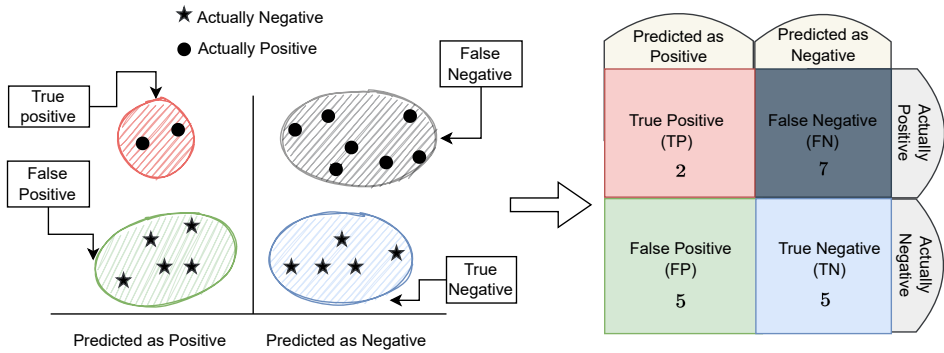 Actually Negative
Actually Positive
True
positive
False
Negative
False
Positive
True
Negative
Predicted as Positive
Predicted as Negative
Predicted as
Positive
Predicted as
Negative
True Positive
(TP)
2
False Negative
(FN)
7
Actually
Positive
False Positive
(FP)
5
True Negative
(TN)
5
Actually
Negative